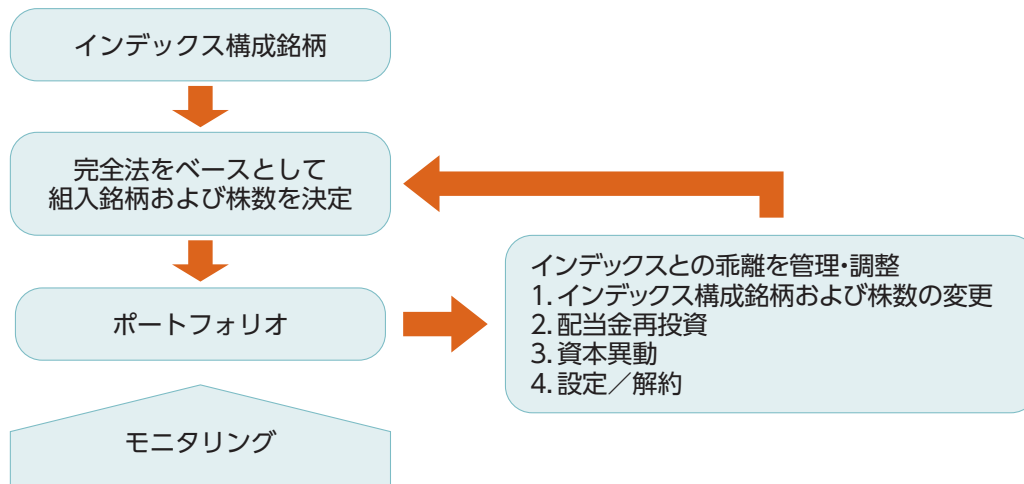 インデックス構成銘柄
完全法をベースとして
組入銘柄および株数を決定
ポートフォリオ
インデックスとの乖離を管理・調整
1. インデックス構成銘柄および株数の変更
2. 配当金再投資
3. 資本異動
4. 設定／解約
モニタリング